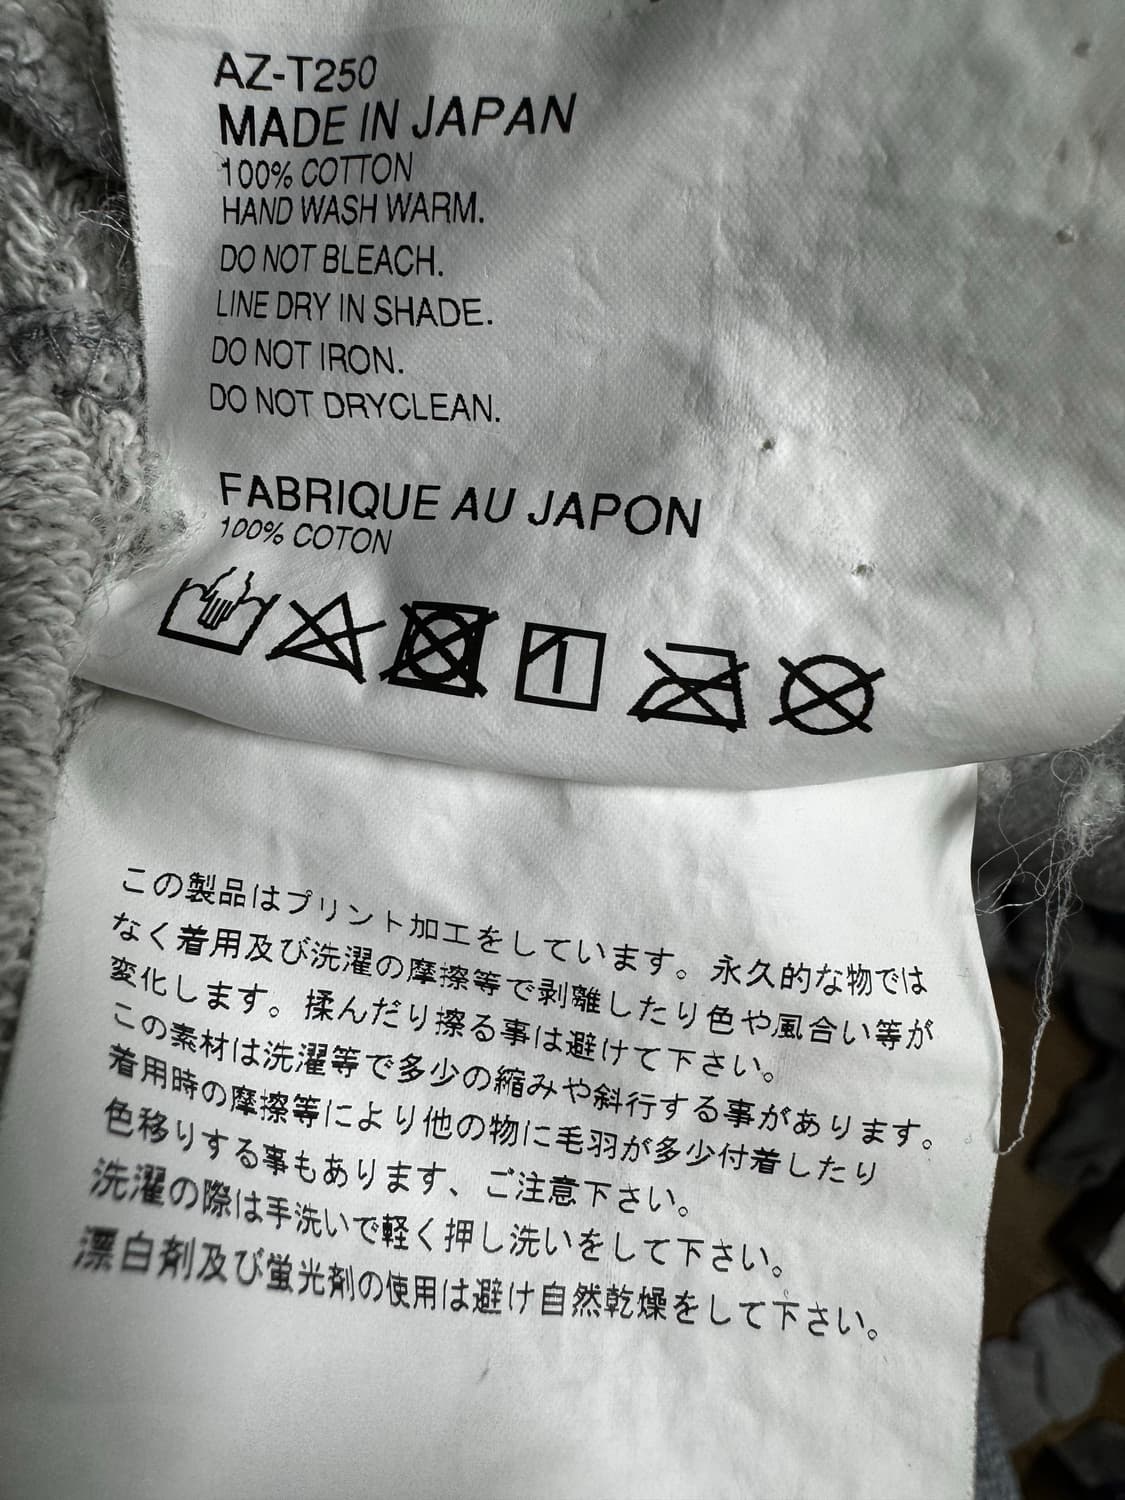 AZ-T250
MADE IN JAPAN
100% COTTON
HAND WASH WARM.
DO NOT BLEACH.
LINE DRY IN SHADE.
DO NOT IRON.
DO NOT DRYCLEAN.
FABRIQUE AU JAPON
100% COTON
この製品はプリント加工をしています。永久的な物では
なく着用及び洗濯の摩擦等で剥離したり色や風合い等が
変化します。揉んだり擦る事は避けて下さい。
この素材は洗濯等で多少の縮みや斜行する事があります。
着用時の摩擦等により他の物に毛羽が多少付着したり
色移りする事もあります、ご注意下さい。
洗濯の際は手洗いで軽く押し洗いをして下さい。
漂白剤及び蛍光剤の使用は避け自然乾燥をして下さい。